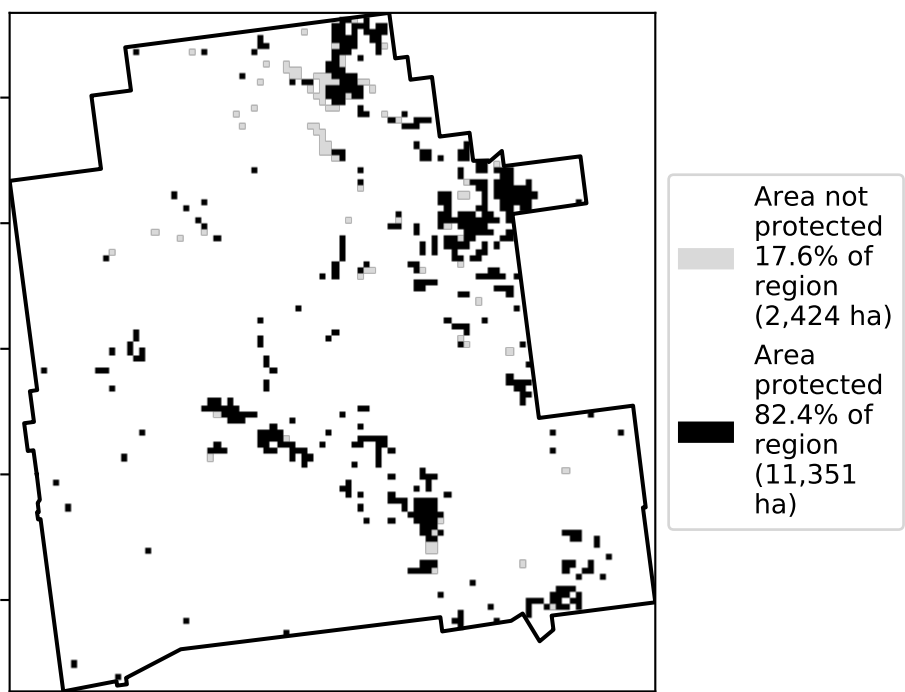 Area not
protected
17.6% of
region
(2,424 ha)
Area
protected
82.4% of
region
(11,351
ha)